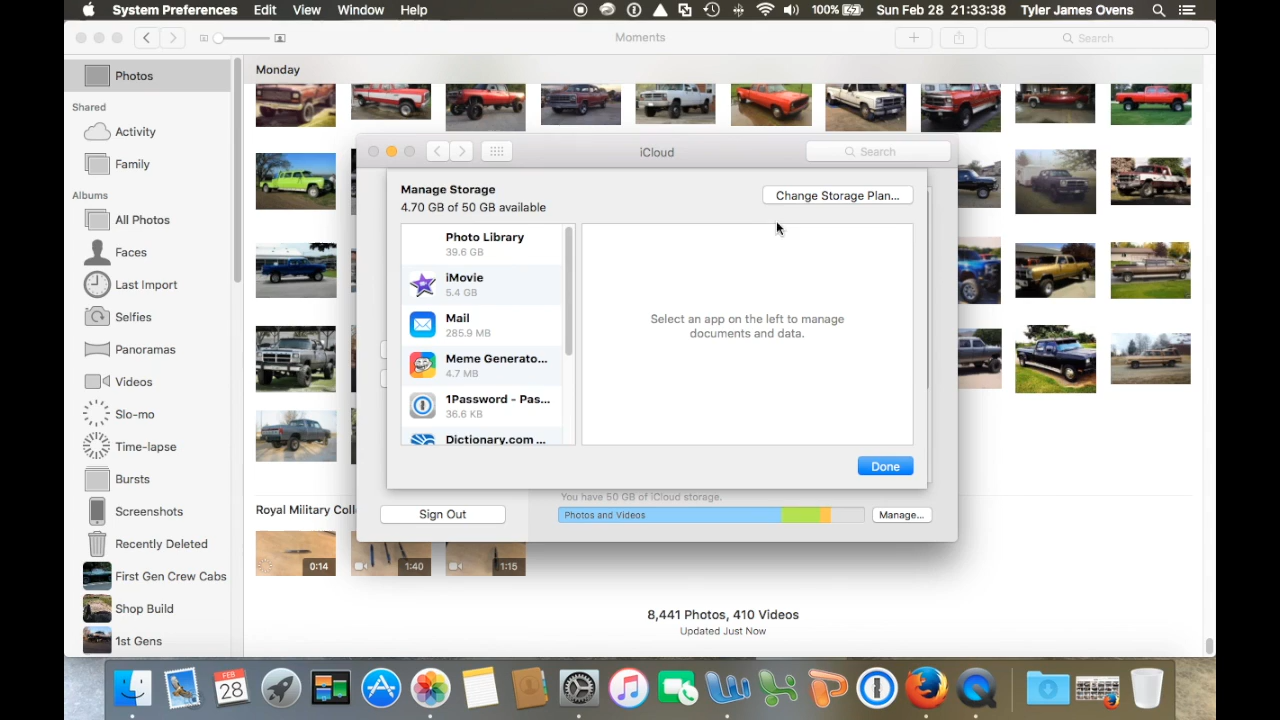 System Preferences Edit View Window Help 100% Sun Feb 28 21:33:38 Tyler James Ovens
Moments
Search
Photos
Shared
Activity
Family
Albums
All Photos
Faces
Last Import
Selfies
Panoramas
Videos
Slo-mo
Time-lapse
Bursts
Screenshots
Recently Deleted
First Gen Crew Cabs
Shop Build
1st Gens
Monday
iCloud
Search
Manage Storage
4.70 GB of 50 GB available
Change Storage Plan...
Photo Library
39.6 GB
iMovie
5.4 GB
Mail
285.9 MB
Meme Generato...
4.7 MB
1Password - Pas...
36.6 KB
Dictionary.com ...
Select an app on the left to manage
documents and data.
Done
You have 50 GB of iCloud storage.
Sign Out
Photos and Videos
Manage...
Royal Military Coll
0:14
1:40
1:15
8,441 Photos, 410 Videos
Updated Just Now
FEB
28